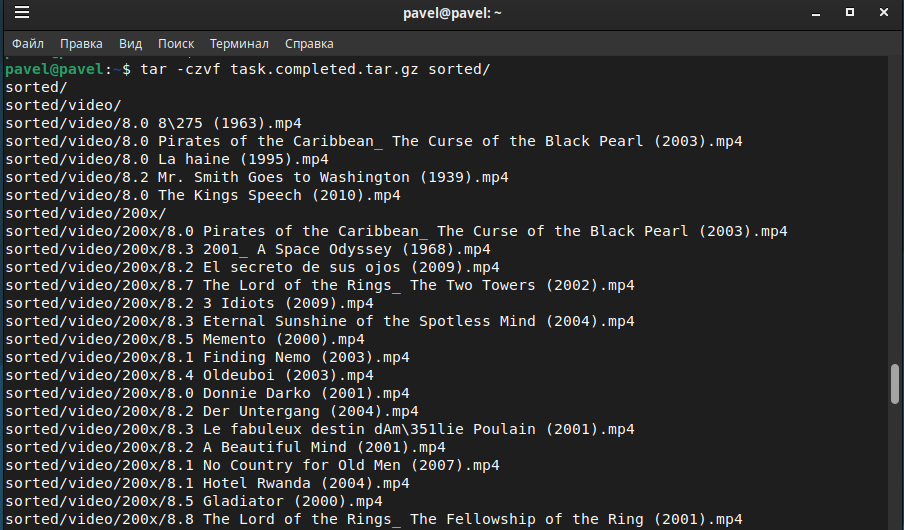 pavel@pavel: ~
Файл Правка Вид Поиск Терминал Справка
pavel@pavel:~$ tar -czvf task.completed.tar.gz sorted/
sorted/
sorted/video/
sorted/video/8.0 8\275 (1963).mp4
sorted/video/8.0 Pirates of the Caribbean_ The Curse of the Black Pearl (2003).mp4
sorted/video/8.0 La haine (1995).mp4
sorted/video/8.2 Mr. Smith Goes to Washington (1939).mp4
sorted/video/8.0 The Kings Speech (2010).mp4
sorted/video/200x/
sorted/video/200x/8.0 Pirates of the Caribbean_ The Curse of the Black Pearl (2003).mp4
sorted/video/200x/8.3 2001_ A Space Odyssey (1968).mp4
sorted/video/200x/8.2 El secreto de sus ojos (2009).mp4
sorted/video/200x/8.7 The Lord of the Rings_ The Two Towers (2002).mp4
sorted/video/200x/8.2 3 Idiots (2009).mp4
sorted/video/200x/8.3 Eternal Sunshine of the Spotless Mind (2004).mp4
sorted/video/200x/8.5 Memento (2000).mp4
sorted/video/200x/8.1 Finding Nemo (2003).mp4
sorted/video/200x/8.4 Oldeuboi (2003).mp4
sorted/video/200x/8.0 Donnie Darko (2001).mp4
sorted/video/200x/8.2 Der Untergang (2004).mp4
sorted/video/200x/8.3 Le fabuleux destin dAm\351lie Poulain (2001).mp4
sorted/video/200x/8.2 A Beautiful Mind (2001).mp4
sorted/video/200x/8.1 No Country for Old Men (2007).mp4
sorted/video/200x/8.1 Hotel Rwanda (2004).mp4
sorted/video/200x/8.5 Gladiator (2000).mp4
sorted/video/200x/8.8 The Lord of the Rings_ The Fellowship of the Ring (2001).mp4